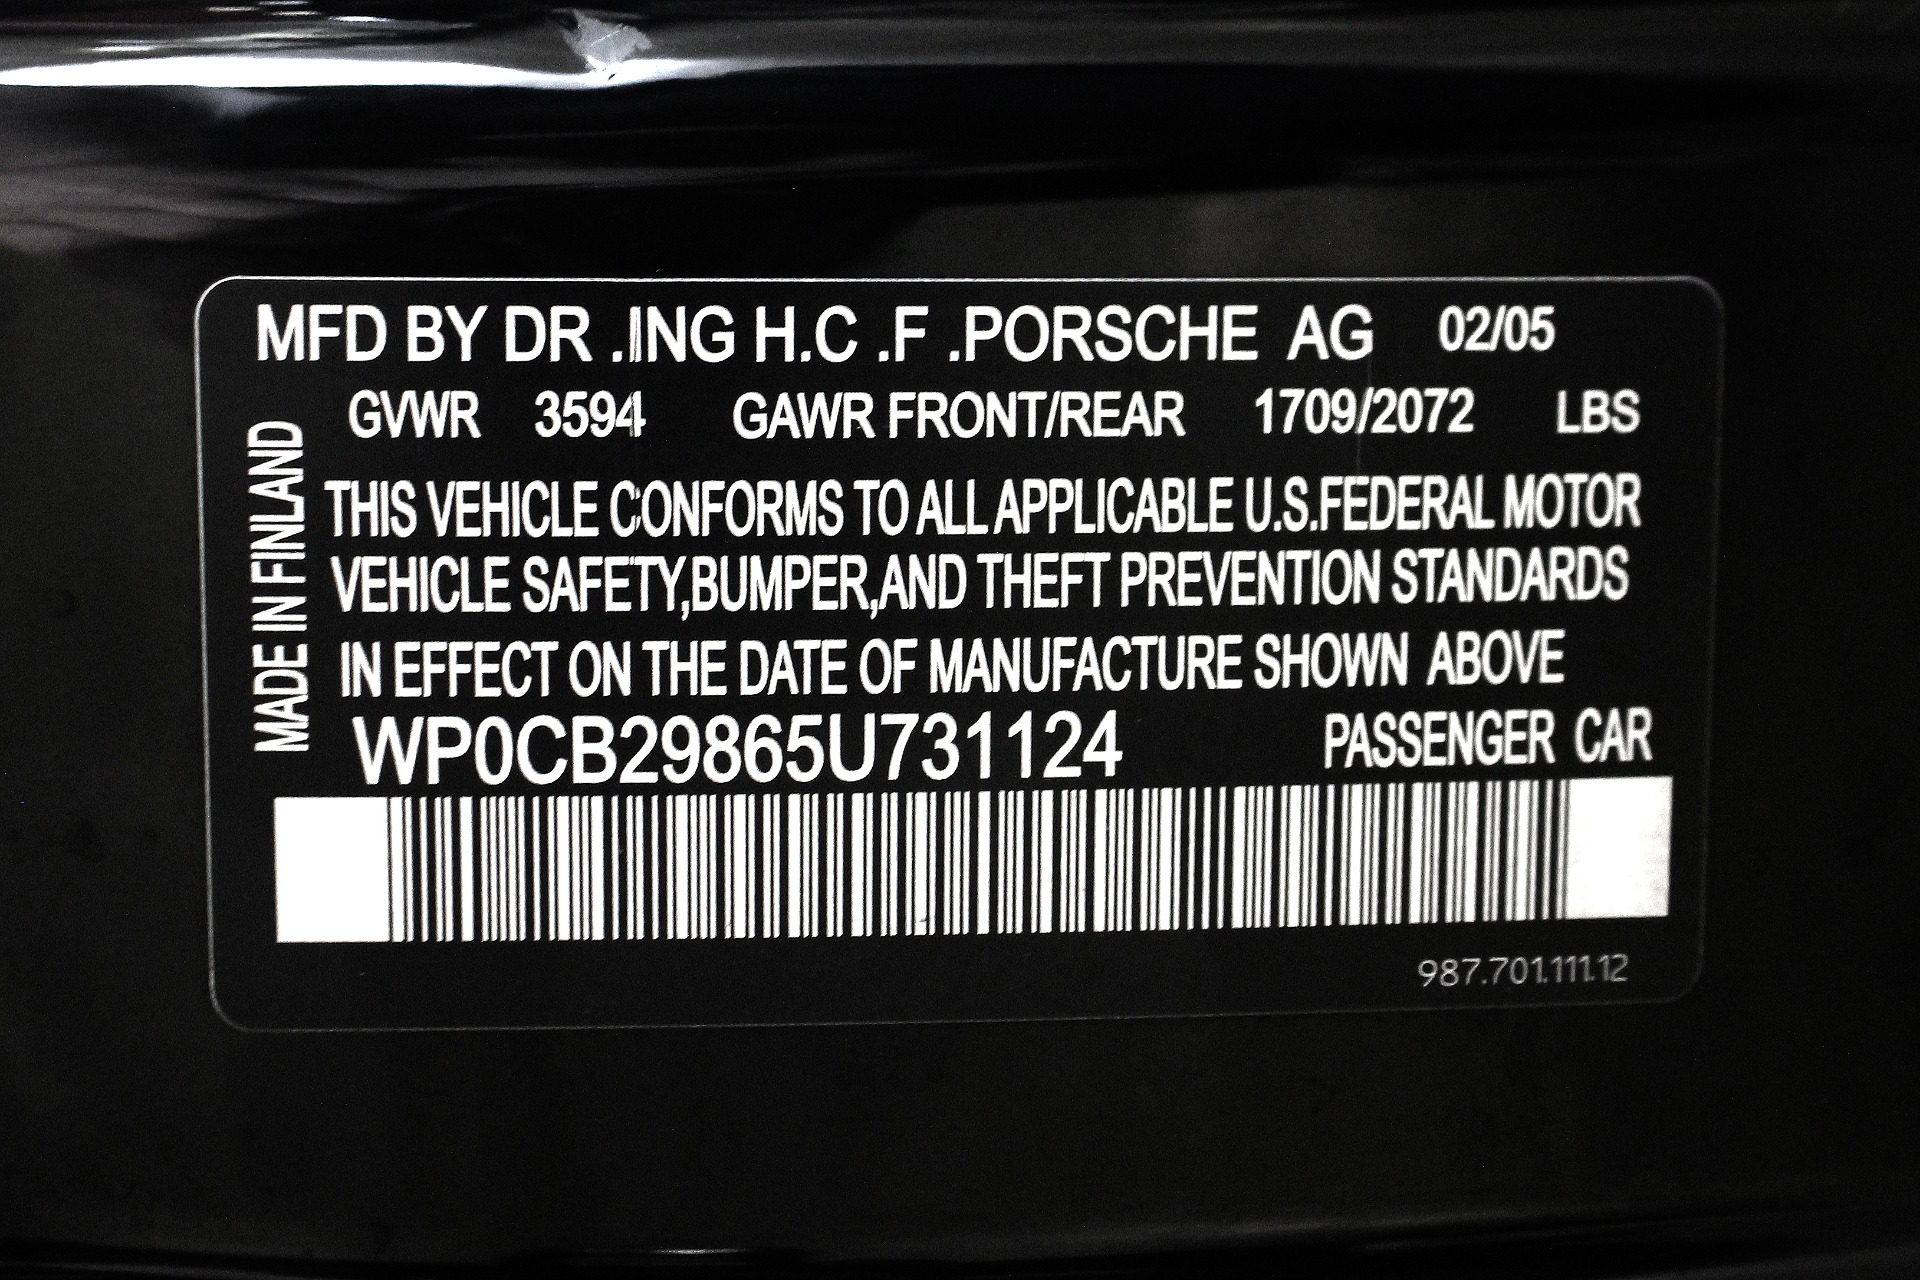 MFD BY DR .ING H.C .F .PORSCHE AG 02/05
GVWR 3594 GAWR FRONT/REAR 1709/2072 LBS
MADE IN FINLAND
THIS VEHICLE CONFORMS TO ALL APPLICABLE U.S.FEDERAL MOTOR
VEHICLE SAFETY,BUMPER,AND THEFT PREVENTION STANDARDS
IN EFFECT ON THE DATE OF MANUFACTURE SHOWN ABOVE
WP0CB29865U731124 PASSENGER CAR
987.701.111.12